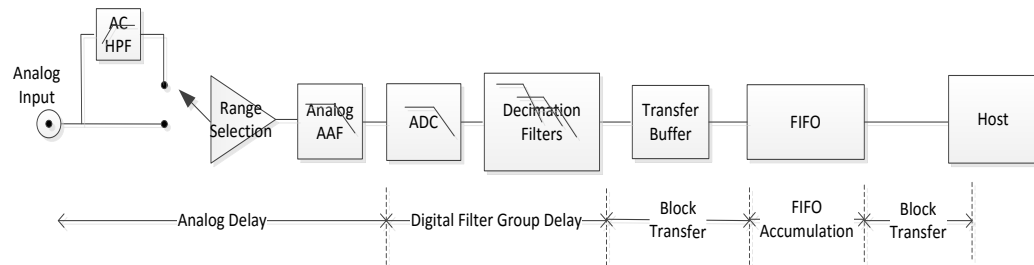 AC
HPF
Analog
Input
Range
Selection
Analog
AAF
ADC
Decimation
Filters
Transfer
Buffer
FIFO
Host
Analog Delay
Digital Filter Group Delay
Block
Transfer
FIFO
Accumulation
Block
Transfer